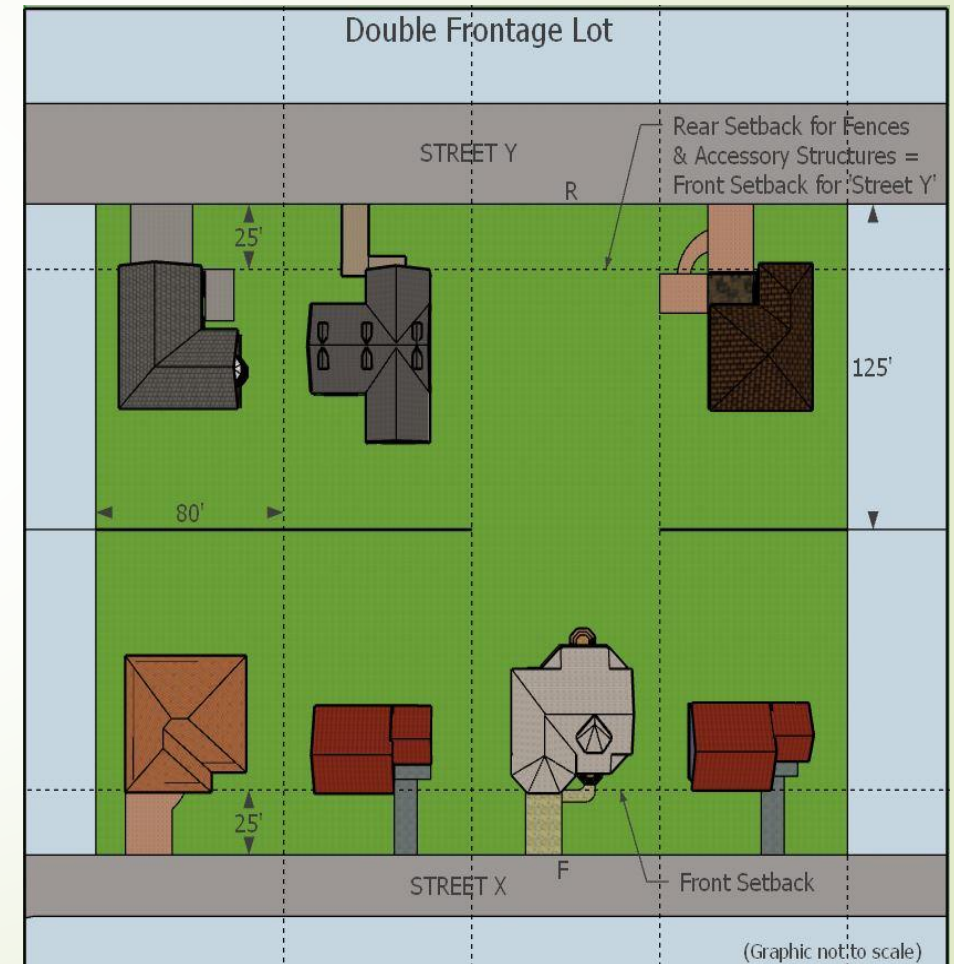 Double Frontage Lot
STREET Y
Rear Setback for Fences
& Accessory Structures =
Front Setback for 'Street Y'
R
25'
125'
80'
25'
F
STREET X
Front Setback
(Graphic not to scale)